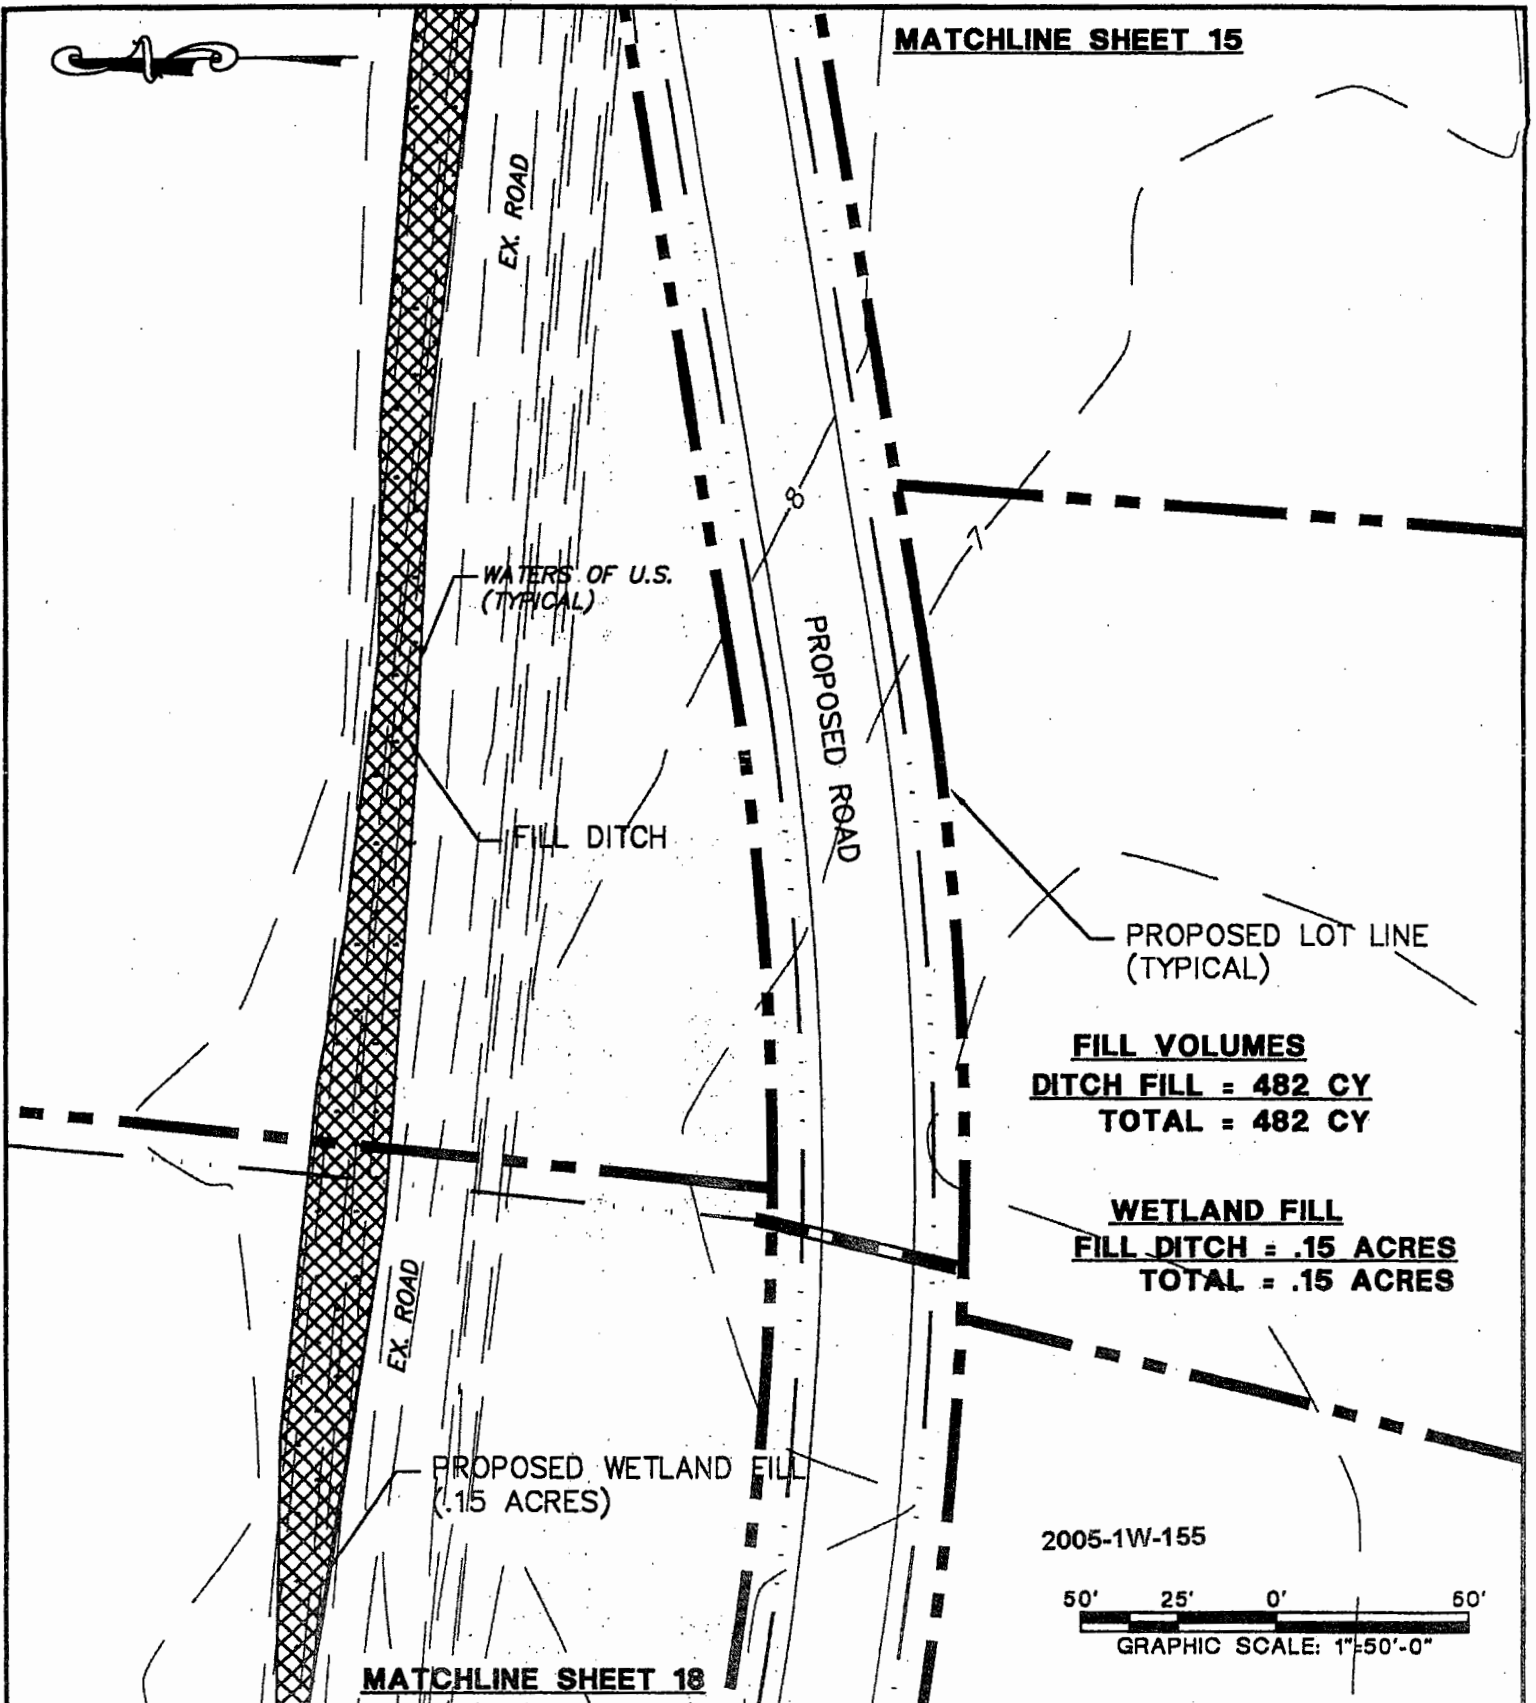 MATCHLINE SHEET 15
EX. ROAD
8
7
WATERS OF U.S.
(TYPICAL)
PROPOSED ROAD
FILL DITCH
PROPOSED LOT LINE
(TYPICAL)
FILL VOLUMES
DITCH FILL = 482 CY
TOTAL = 482 CY
WETLAND FILL
FILL DITCH = .15 ACRES
TOTAL = .15 ACRES
EX. ROAD
PROPOSED WETLAND FILL
(.15 ACRES)
2005-1W-155
50' 25' 0' 50'
GRAPHIC SCALE: 1"=50'-0"
MATCHLINE SHEET 18